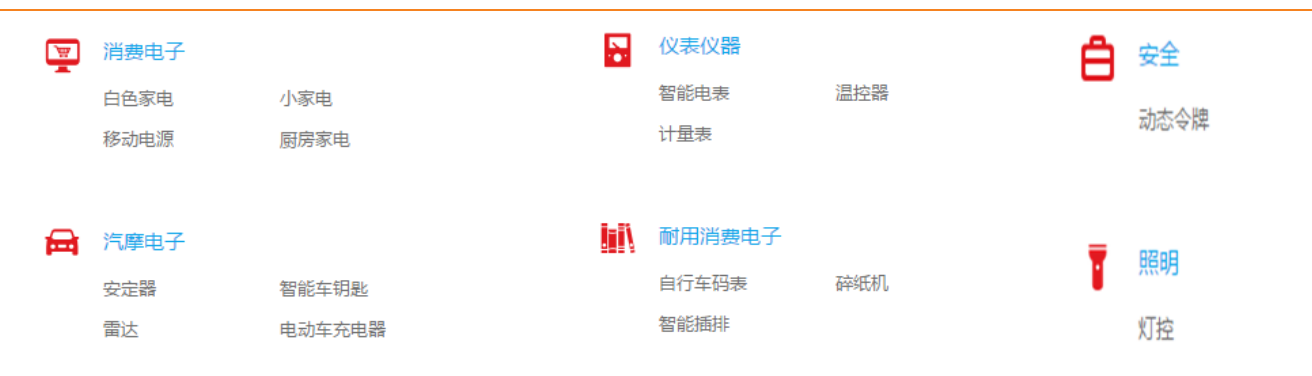 消费电子
白色家电 小家电
移动电源 厨房家电
仪表仪器
智能电表 温控器
计量表
安全
动态令牌
汽摩电子
安定器 智能车钥匙
雷达 电动车充电器
耐用消费电子
自行车码表 碎纸机
智能插排
照明
灯控